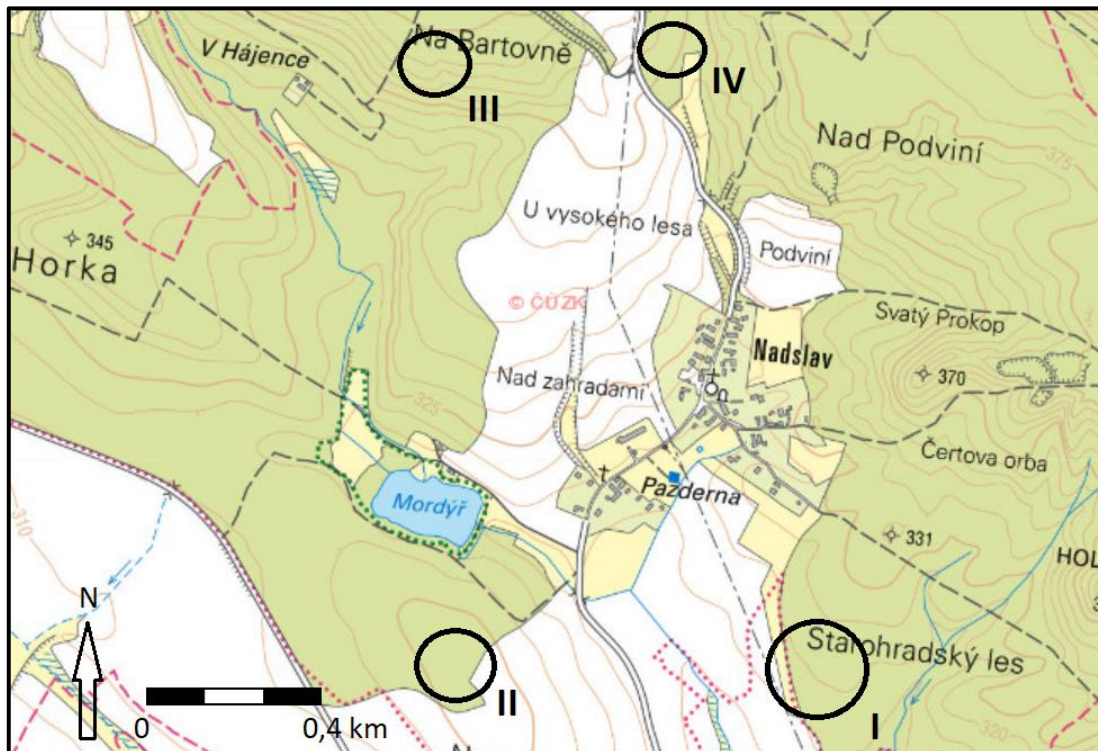 Na Bartovně
V Hájence
III
IV
Nad Podviní
375
U vysokého lesa
Podviní
345
Horka
© ČÚZK
Svatý Prokop
Nadslav
325
Nad zahradami
370
Čertova orba
Mordýř
Pazderna
310
331
HOL
N
Starohradský les
II
I
0
0,4 km
320